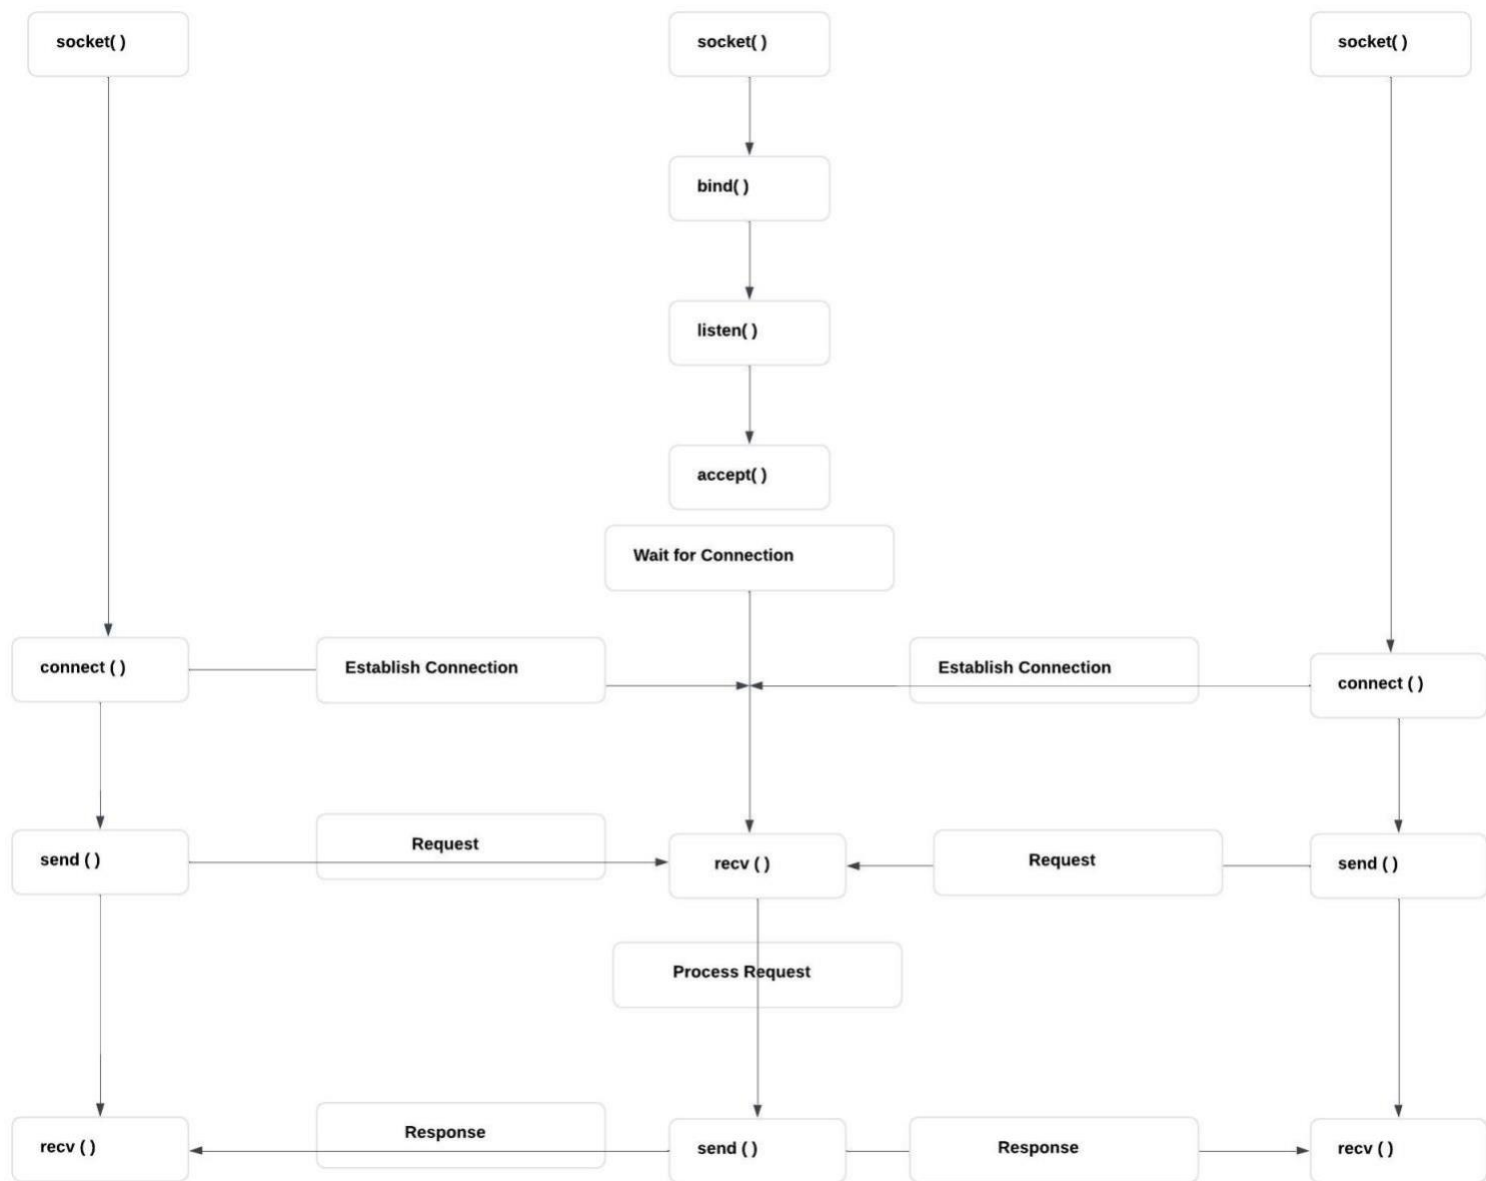 socket( )
socket( )
socket( )
bind( )
listen( )
accept( )
Wait for Connection
connect ( )
Establish Connection
Establish Connection
connect ( )
send ( )
Request
recv ( )
Request
send ( )
Process Request
recv ( )
Response
send ( )
Response
recv ( )